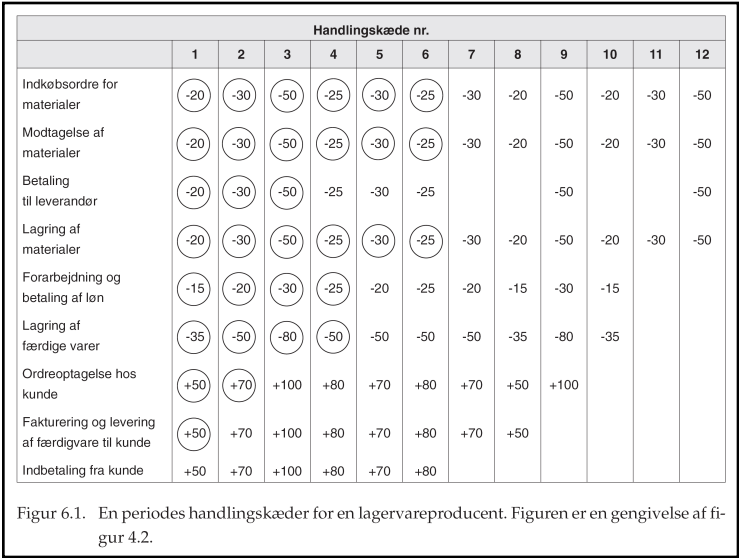 Handlingskæde nr.
1 2 3 4 5 6 7 8 9 10 11 12
Indkøbsordre for
materialer -20 -30 -50 -25 -30 -25 -30 -20 -50 -20 -30 -50
Modtagelse af
materialer -20 -30 -50 -25 -30 -25 -30 -20 -50 -20 -30 -50
Betaling
til leverandør -20 -30 -50 -25 -30 -25 -50 -50
Lagring af
materialer -20 -30 -50 -25 -30 -25 -30 -20 -50 -20 -30 -50
Forarbejdning og
betaling af løn -15 -20 -30 -25 -20 -25 -20 -15 -30 -15
Lagring af
færdige varer -35 -50 -80 -50 -50 -50 -50 -35 -80 -35
Ordreoptagelse hos
kunde +50 +70 +100 +80 +70 +80 +70 +50 +100
Fakturering og levering
af færdigvare til kunde +50 +70 +100 +80 +70 +80 +70 +50
Indbetaling fra kunde +50 +70 +100 +80 +70 +80
Figur 6.1. En periodes handlingskæder for en lagervareproducent. Figuren er en gengivelse af fi-
gur 4.2.